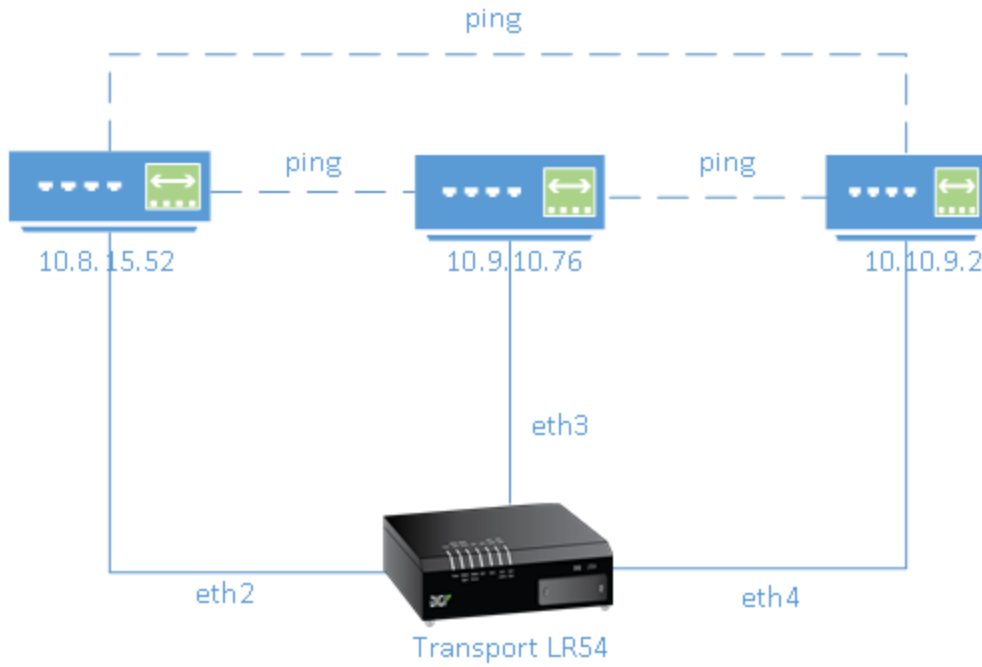 ping
ping
ping
10.8.15.52
10.9.10.76
10.10.9.2
eth3
eth2
eth4
Transport LR54